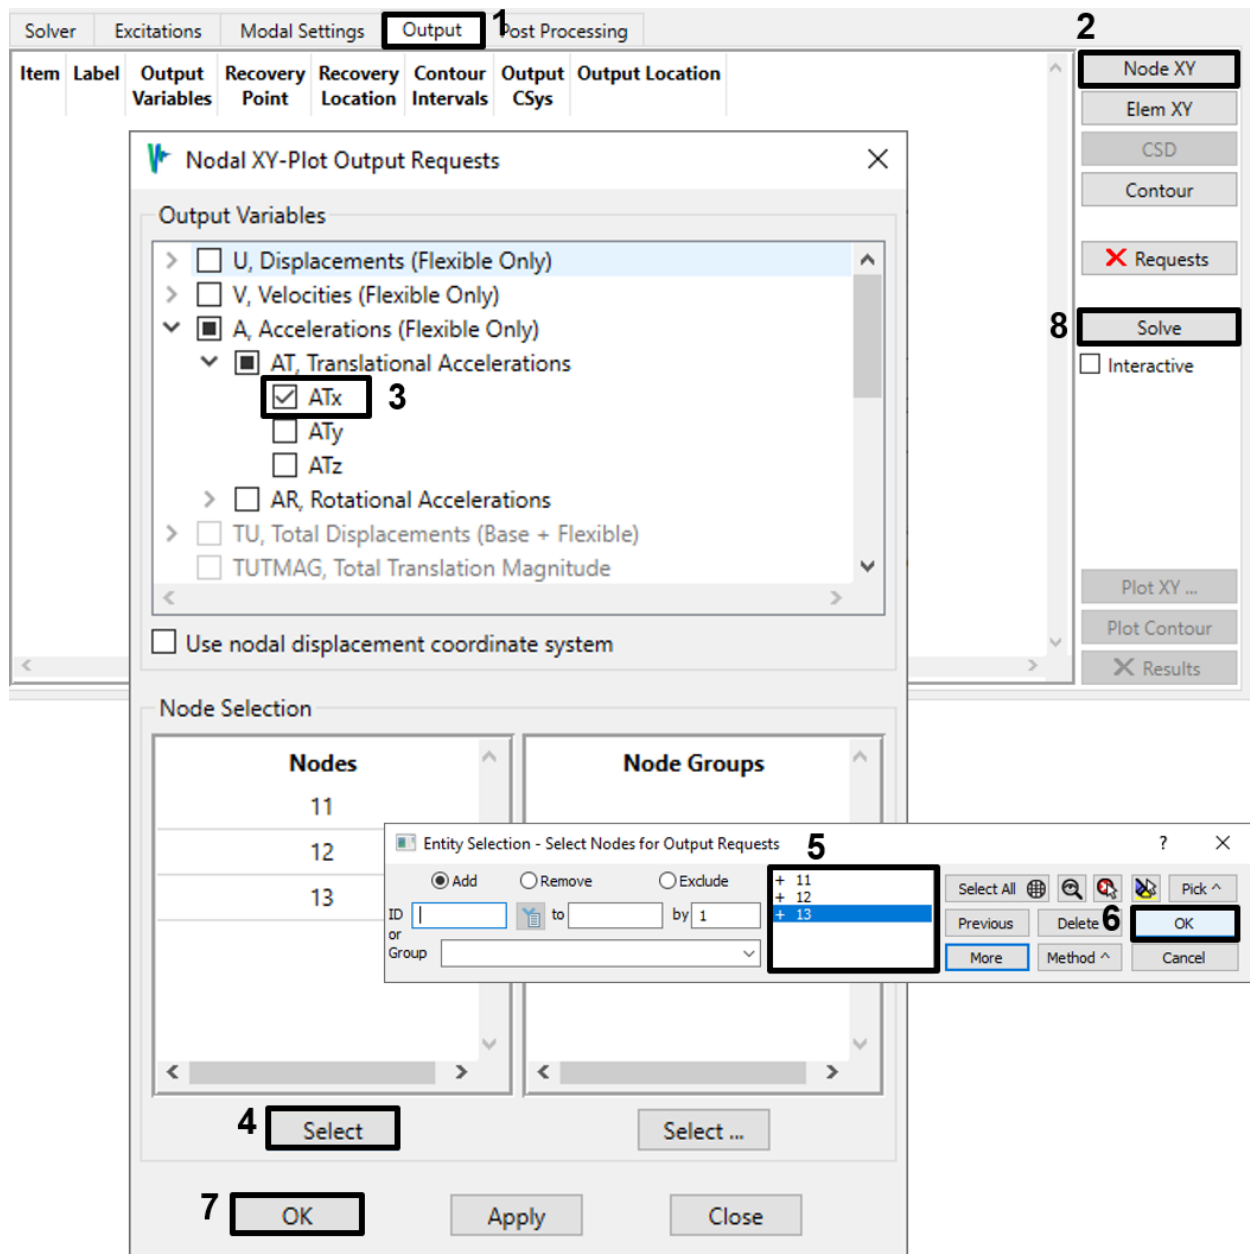 1
2
Solver Excitations Modal Settings Output Post Processing
Item Label Output Variables Recovery Point Recovery Location Contour Intervals Output CSys Output Location
Node XY
Elem XY
CSD
Contour
Requests
8
Solve
Interactive
Plot XY ...
Plot Contour
Results
Nodal XY-Plot Output Requests
Output Variables
U, Displacements (Flexible Only)
V, Velocities (Flexible Only)
A, Accelerations (Flexible Only)
AT, Translational Accelerations
ATx 3
ATy
ATz
AR, Rotational Accelerations
TU, Total Displacements (Base + Flexible)
TUTMAG, Total Translation Magnitude
Use nodal displacement coordinate system
Node Selection
Nodes
11
12
13
Node Groups
Entity Selection - Select Nodes for Output Requests 5 ?
Add Remove Exclude
ID to by 1
or
Group
+ 11
+ 12
+ 13
Select All Pick ^
Previous Delete 6 OK
More Method ^ Cancel
4 Select Select ...
7 OK Apply Close